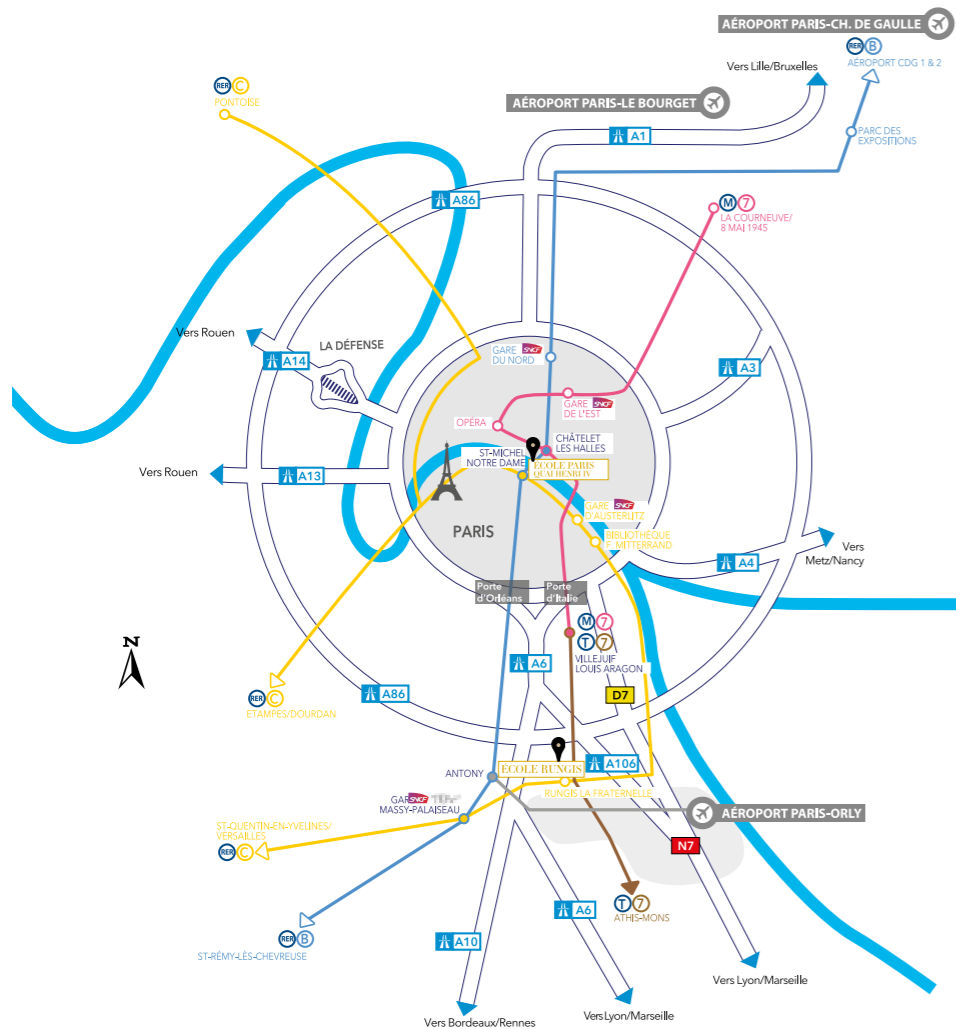 AÉROPORT PARIS-CH. DE GAULLE
RER B
AÉROPORT CDG 1 & 2
Vers Lille/Bruxelles
RER C
PONTOISE
AÉROPORT PARIS-LE BOURGET
A1
PARC DES
EXPOSITIONS
A86
M 7
LA COURNEUVE/
8 MAI 1945
Vers Rouen
A14
LA DÉFENSE
GARE SNCF
DU NORD
A3
GARE SNCF
DE L'EST
OPÉRA
CHÂTELET
LES HALLES
ST-MICHEL
NOTRE DAME
ÉCOLE PARIS
QUAI HENRI IV
Vers Rouen
A13
GARE SNCF
D'AUSTERLITZ
PARIS
BIBLIOTHÈQUE
F. MITTERRAND
A4
Vers
Metz/Nancy
Porte
d'Orléans
Porte
d'Italie
M 7
T 7
VILLEJUIF
LOUIS ARAGON
N
A6
A86
D7
RER C
ETAMPES/DOURDAN
ÉCOLE RUNGIS
A106
ANTONY
RUNGIS LA FRATERNELLE
SNCF
MASSY-PALAISEAU
AÉROPORT PARIS-ORLY
ST-QUENTIN-EN-YVELINES/
VERSAILLES
RER C
N7
T 7
ATHIS-MONS
A6
RER B
ST-RÉMY-LÈS-CHEVREUSE
A10
Vers Lyon/Marseille
Vers Bordeaux/Rennes
Vers Lyon/Marseille